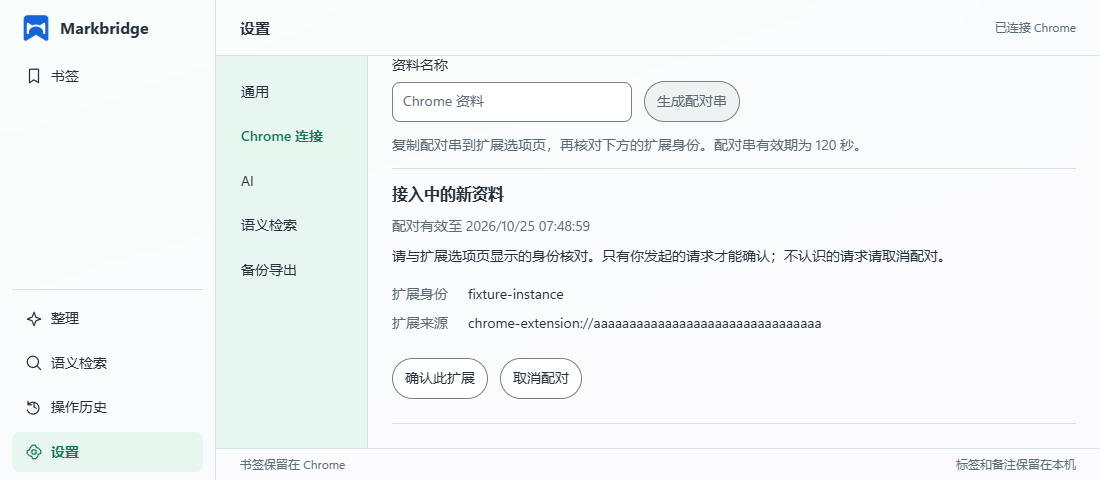 Markbridge
书签
整理
语义检索
操作历史
设置
设置
已连接 Chrome
通用
Chrome 连接
AI
语义检索
备份导出
资料名称
Chrome 资料
生成配对串
复制配对串到扩展选项页，再核对下方的扩展身份。配对串有效期为 120 秒。
接入中的新资料
配对有效至 2026/10/25 07:48:59
请与扩展选项页显示的身份核对。只有你发起的请求才能确认；不认识的请求请取消配对。
扩展身份 fixture-instance
扩展来源 chrome-extension://aaaaaaaaaaaaaaaaaaaaaaaaaaaaaaaa
确认此扩展 取消配对
书签保留在 Chrome
标签和备注保留在本机